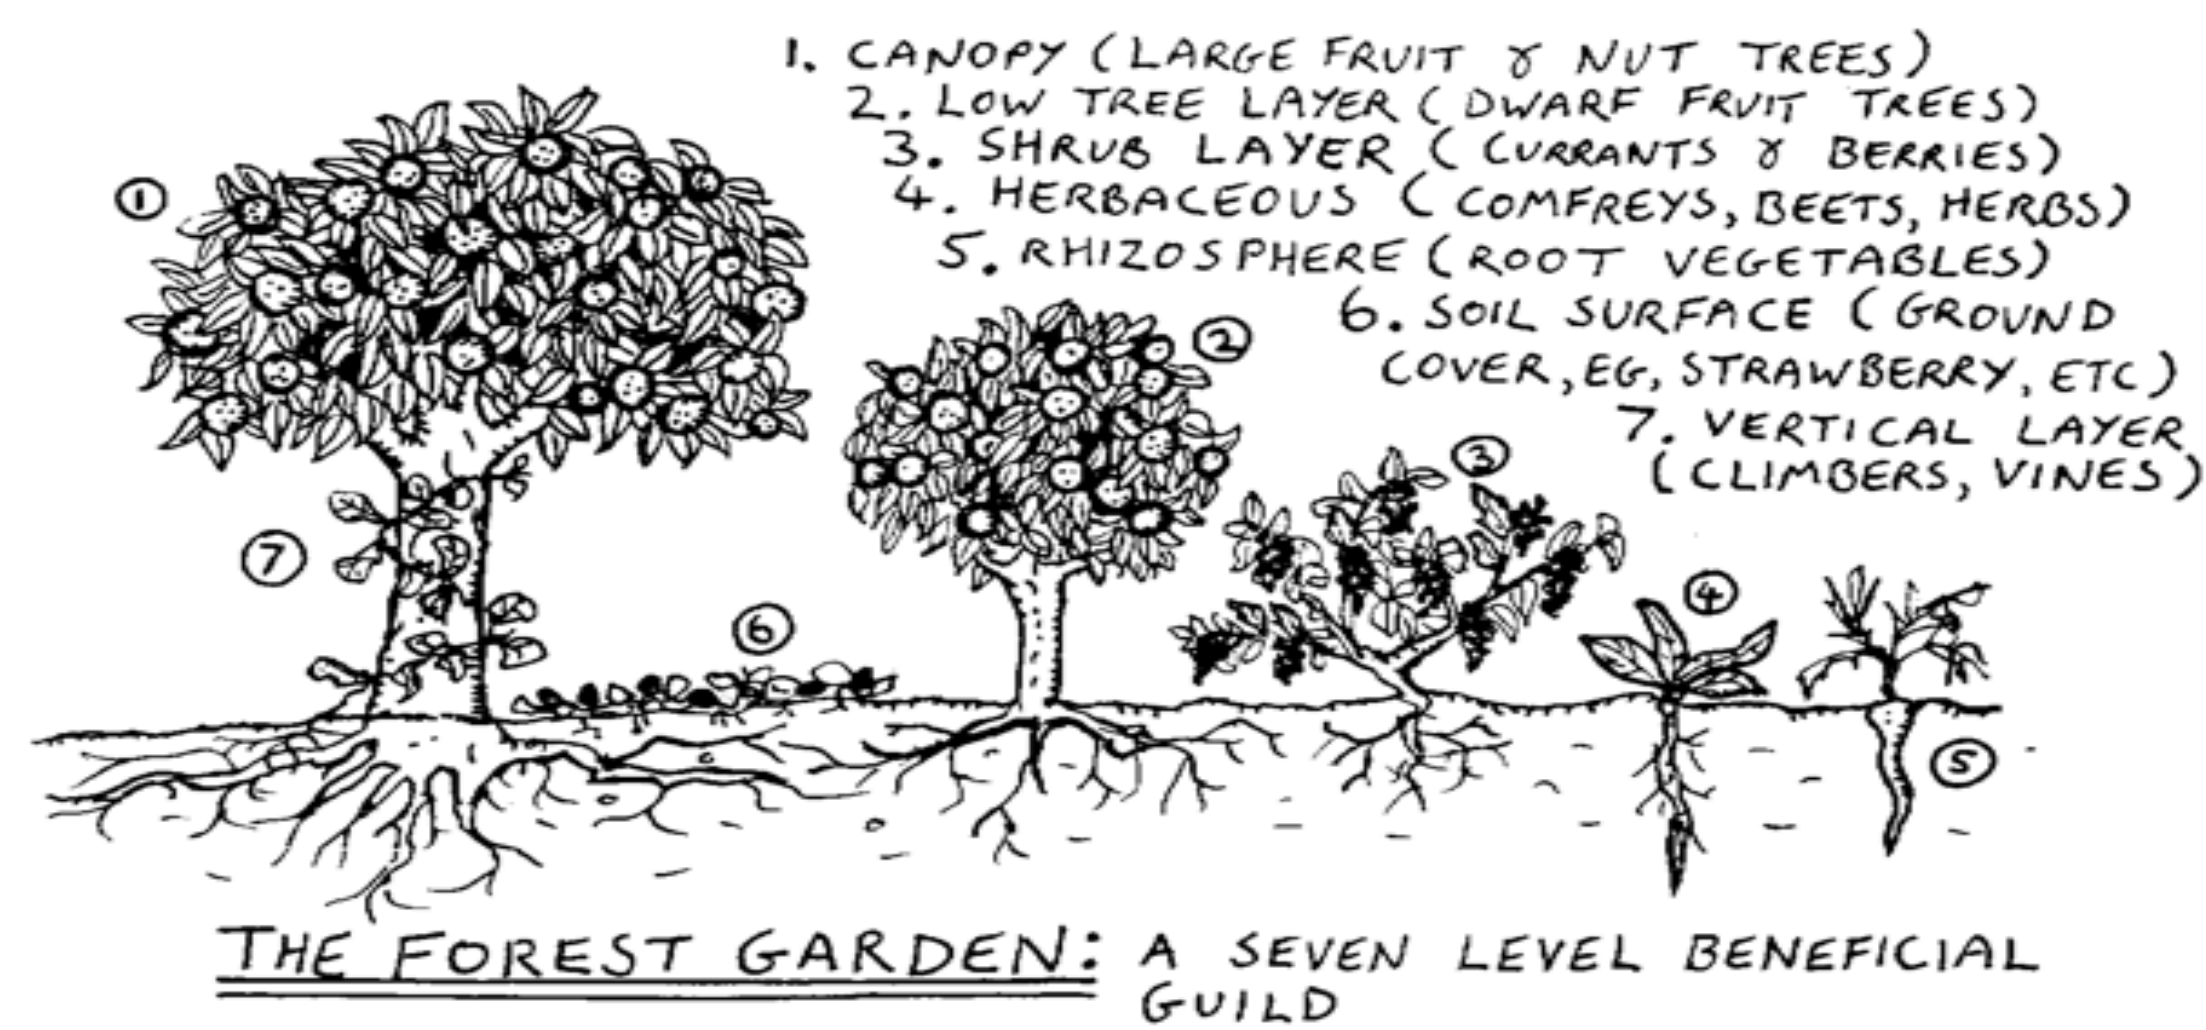 1. CANOPY (LARGE FRUIT & NUT TREES)
2. LOW TREE LAYER (DWARF FRUIT TREES)
3. SHRUB LAYER (CURRANTS & BERRIES)
4. HERBACEOUS (COMFREYS, BEETS, HERBS)
5. RHIZOSPHERE (ROOT VEGETABLES)
6. SOIL SURFACE (GROUND
COVER, EG, STRAWBERRY, ETC)
7. VERTICAL LAYER
(CLIMBERS, VINES)
1
2
3
7
4
6
5
THE FOREST GARDEN: A SEVEN LEVEL BENEFICIAL
GUILD